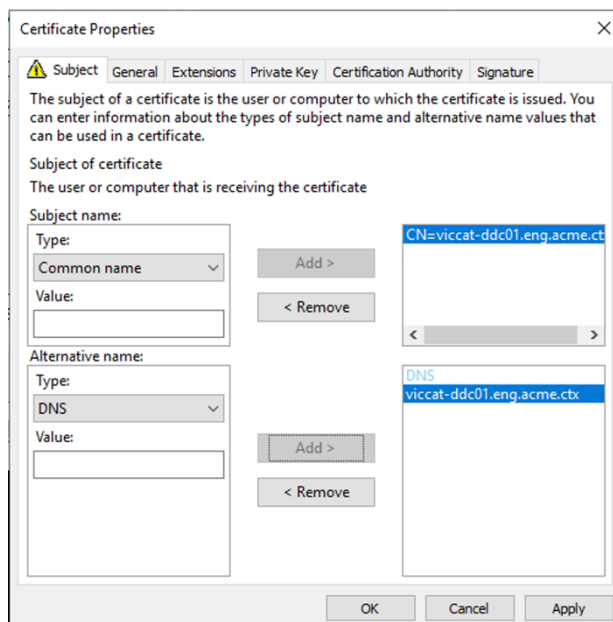 Certificate Properties
Subject General Extensions Private Key Certification Authority Signature
The subject of a certificate is the user or computer to which the certificate is issued. You
can enter information about the types of subject name and alternative name values that
can be used in a certificate.
Subject of certificate
The user or computer that is receiving the certificate
Subject name:
Type:
Common name
Value:
Add >
< Remove
CN=viccat-ddc01.eng.acme.ct
Alternative name:
Type:
DNS
Value:
Add >
< Remove
DNS
viccat-ddc01.eng.acme.ctx
OK Cancel Apply